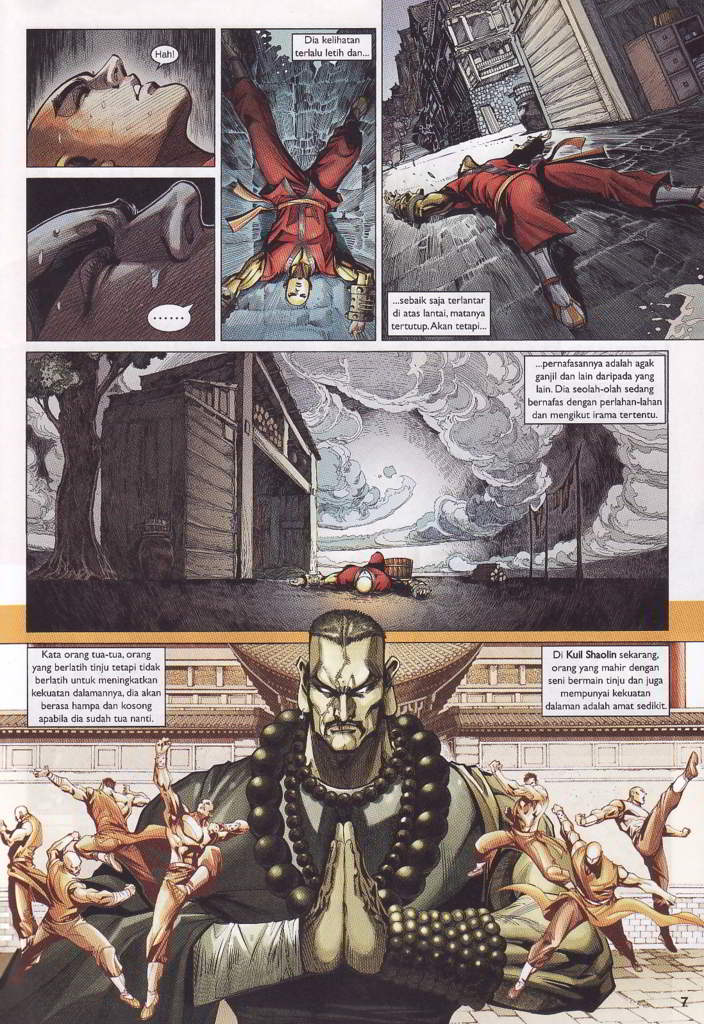 Hah!
Dia kelihatan
terlalu letih dan...
......
...sebaik saja terlantar
di atas lantai, matanya
tertutup. Akan tetapi...
...pernafasannya adalah agak
ganjil dan lain daripada yang
lain. Dia seolah-olah sedang
bernafas dengan perlahan-lahan
dan mengikut irama tertentu.
Kata orang tua-tua, orang
yang berlatih tinju tetapi tidak
berlatih untuk meningkatkan
kekuatan dalamannya, dia akan
berasa hampa dan kosong
apabila dia sudah tua nanti.
Di Kuil Shaolin sekarang,
orang yang mahir dengan
seni bermain tinju dan juga
mempunyai kekuatan
dalaman adalah amat sedikit.
7